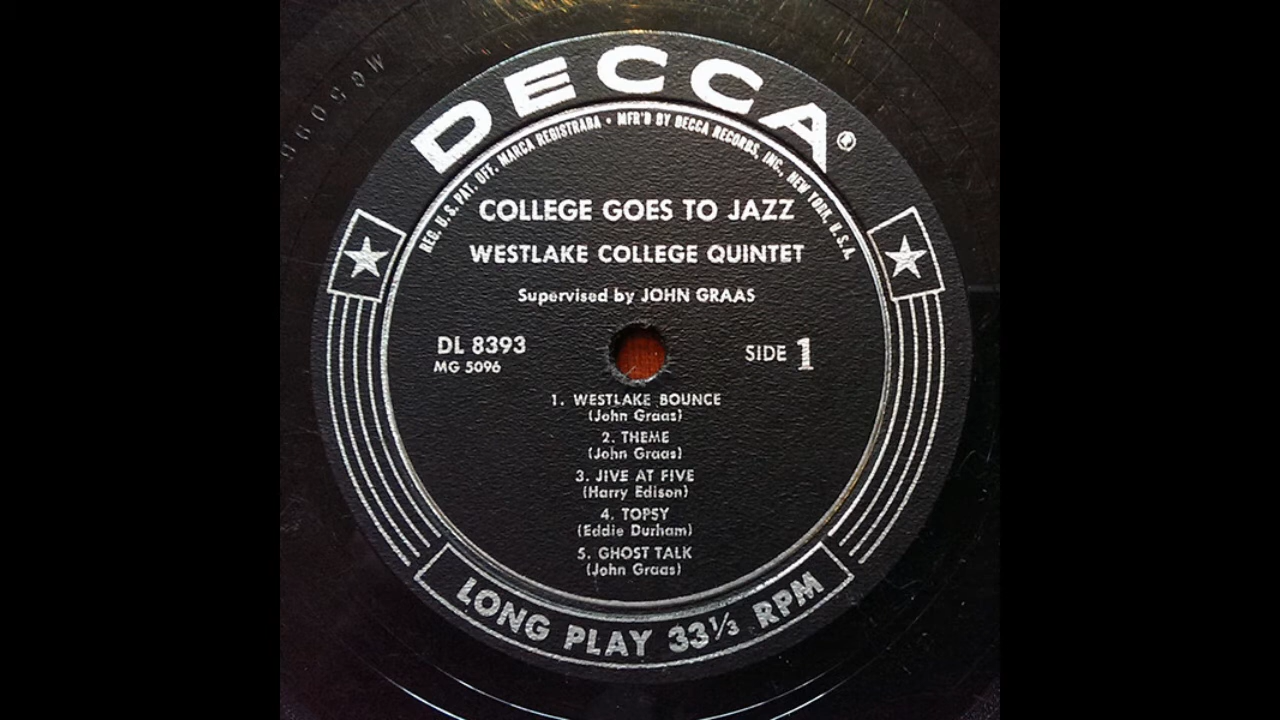 DECCA®
REG. U.S. PAT. OFF. MARCA REGISTRADA • MFR'D BY DECCA RECORDS, INC., NEW YORK, U.S.A.
COLLEGE GOES TO JAZZ
WESTLAKE COLLEGE QUINTET
Supervised by JOHN GRAAS
DL 8393
MG 5096
SIDE 1
1. WESTLAKE BOUNCE
(John Graas)
2. THEME
(John Graas)
3. JIVE AT FIVE
(Harry Edison)
4. TOPSY
(Eddie Durham)
5. GHOST TALK
(John Graas)
LONG PLAY 33⅓ RPM